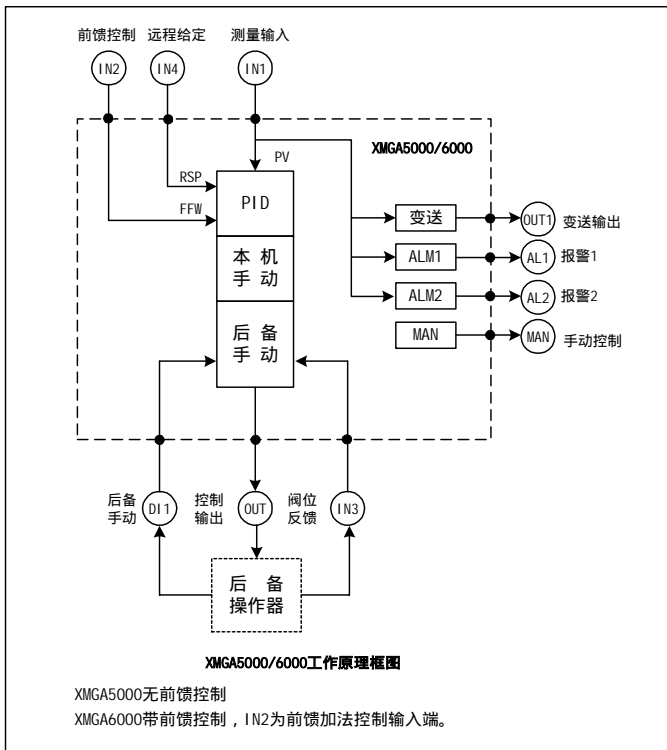 前馈控制 远程给定 测量输入
IN2 IN4 IN1
XMGA5000/6000
PV
RSP
FFW
PID
本 机
手 动
后 备
手 动
变送 OUT1 变送输出
ALM1 AL1 报警1
ALM2 AL2 报警2
MAN MAN 手动控制
后备
手动
DI1
控制
输出
OUT
阀位
反馈
IN3
后 备
操作器
XMGA5000/6000工作原理框图
XMGA5000无前馈控制
XMGA6000带前馈控制，IN2为前馈加法控制输入端。